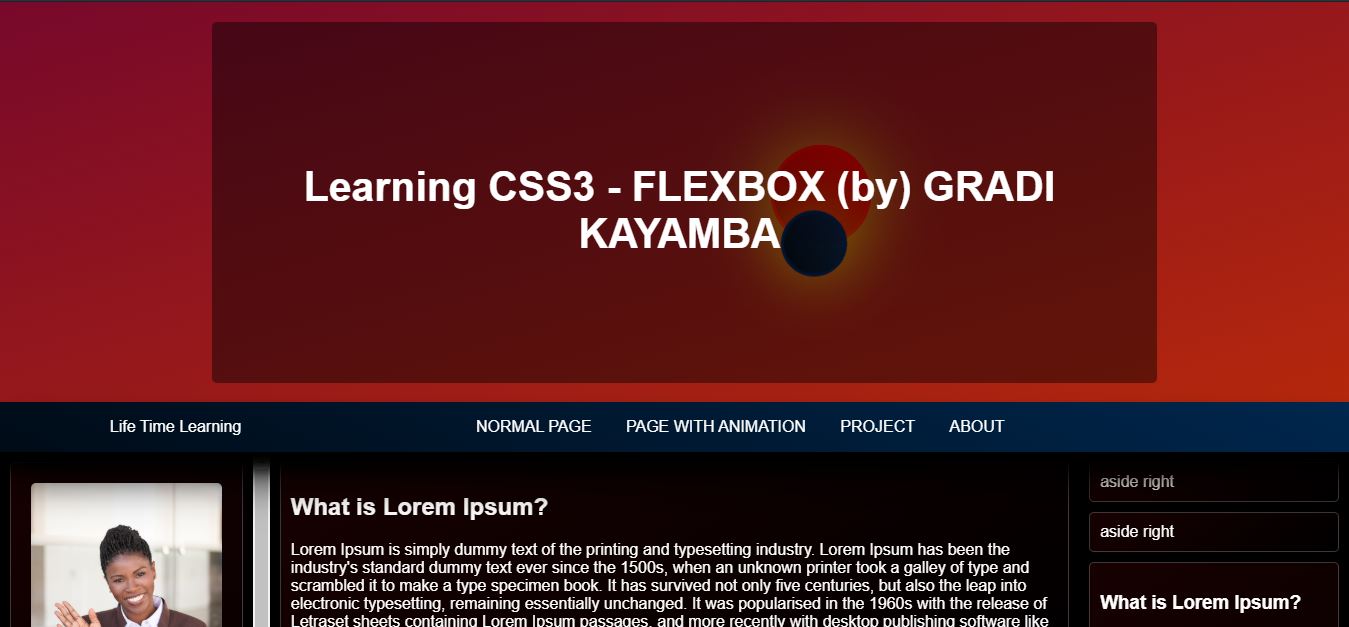 Learning CSS3 - FLEXBOX (by) GRADI
KAYAMBA
Life Time Learning
NORMAL PAGE
PAGE WITH ANIMATION
PROJECT
ABOUT
What is Lorem Ipsum?
Lorem Ipsum is simply dummy text of the printing and typesetting industry. Lorem Ipsum has been the
industry's standard dummy text ever since the 1500s, when an unknown printer took a galley of type and
scrambled it to make a type specimen book. It has survived not only five centuries, but also the leap into
electronic typesetting, remaining essentially unchanged. It was popularised in the 1960s with the release of
Letraset sheets containing Lorem Ipsum passages, and more recently with desktop publishing software like
aside right
aside right
What is Lorem Ipsum?